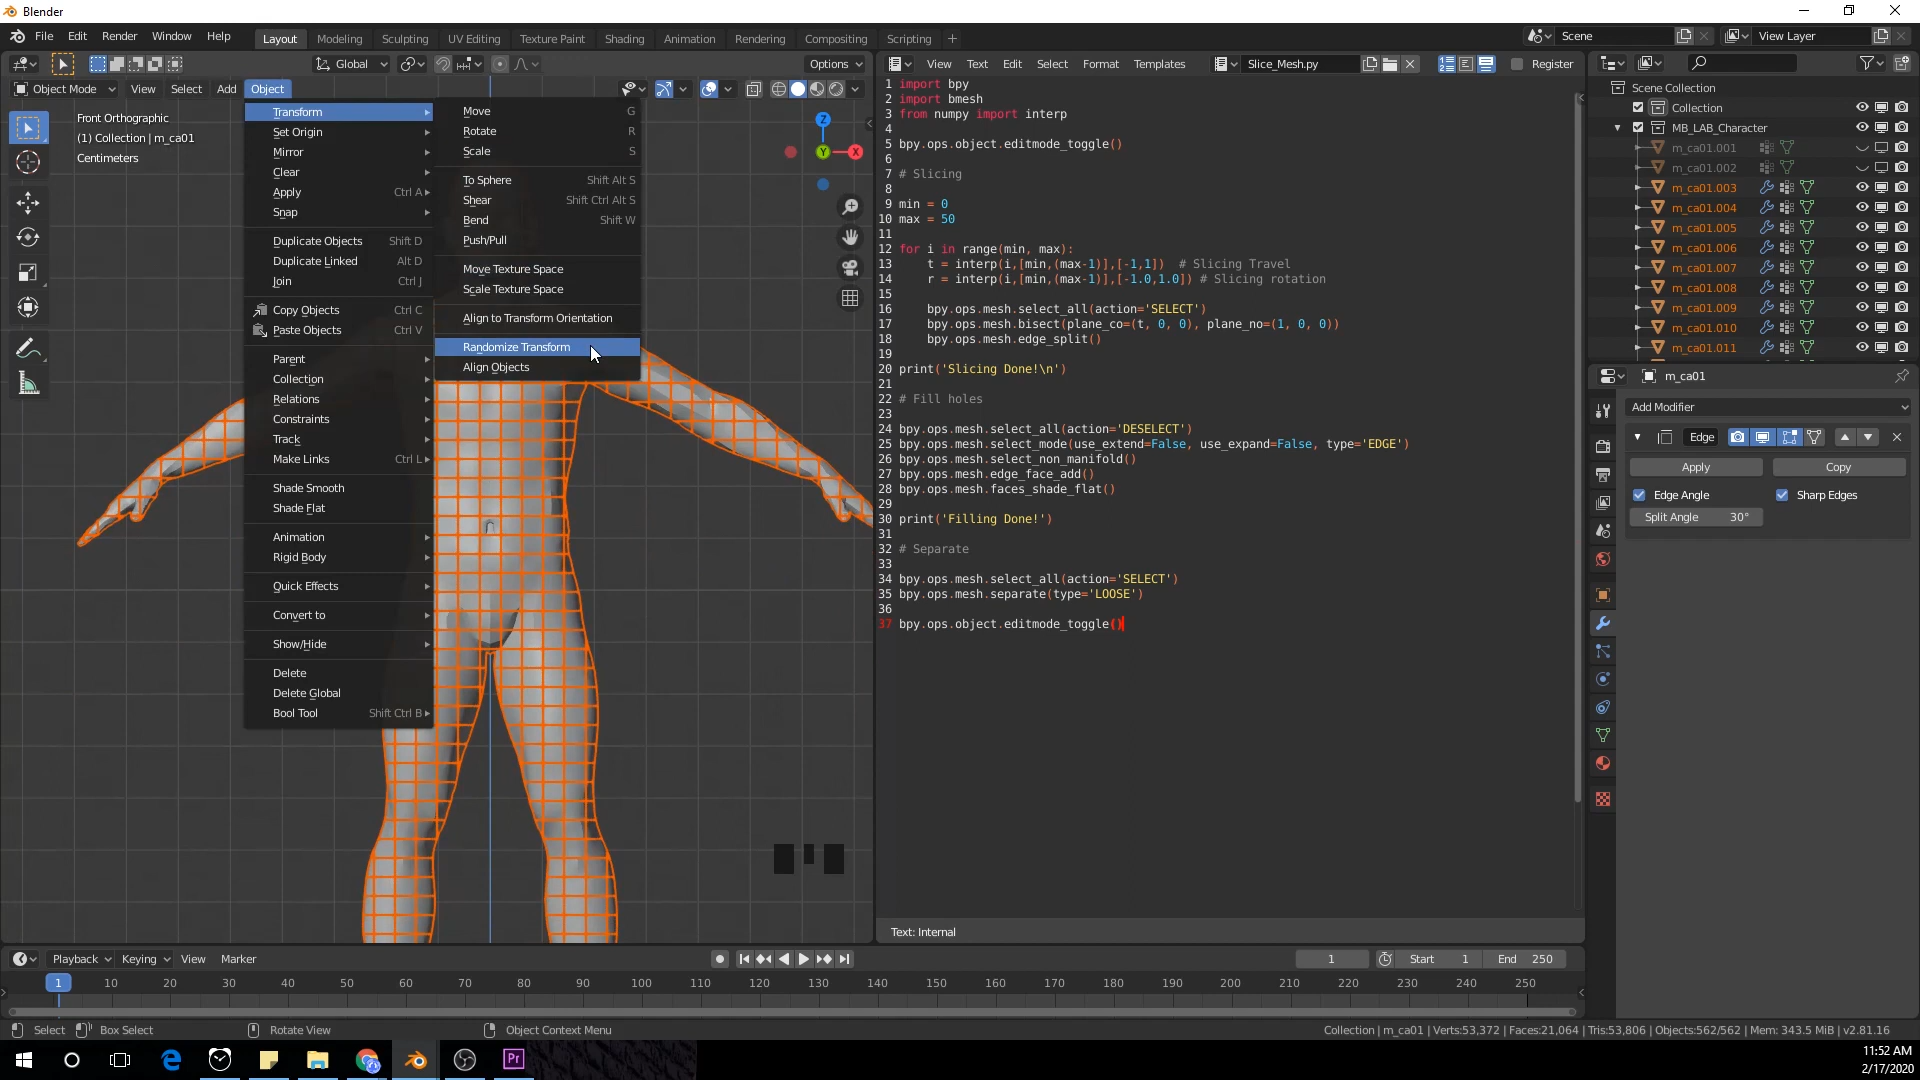 Blender
File Edit Render Window Help
Layout Modeling Sculpting UV Editing Texture Paint Shading Animation Rendering Compositing Scripting +
Scene
View Layer
Global
Options
View Text Edit Select Format Templates
Slice_Mesh.py
Register
Object Mode View Select Add Object
Front Orthographic
(1) Collection | m_ca01
Centimeters
Z
Y
X
Transform
Set Origin
Mirror
Clear
Apply Ctrl A
Snap
Duplicate Objects Shift D
Duplicate Linked Alt D
Join Ctrl J
Copy Objects Ctrl C
Paste Objects Ctrl V
Parent
Collection
Relations
Constraints
Track
Make Links Ctrl L
Shade Smooth
Shade Flat
Animation
Rigid Body
Quick Effects
Convert to
Show/Hide
Delete
Delete Global
Bool Tool Shift Ctrl B
Move G
Rotate R
Scale S
To Sphere Shift Alt S
Shear Shift Ctrl Alt S
Bend Shift W
Push/Pull
Move Texture Space
Scale Texture Space
Align to Transform Orientation
Randomize Transform
Align Objects
1 import bpy
2 import bmesh
3 from numpy import interp
4
5 bpy.ops.object.editmode_toggle()
6
7 # Slicing
8
9 min = 0
10 max = 50
11
12 for i in range(min, max):
13 t = interp(i,[min,(max-1)],[-1,1]) # Slicing Travel
14 r = interp(i,[min,(max-1)],[-1.0,1.0]) # Slicing rotation
15
16 bpy.ops.mesh.select_all(action='SELECT')
17 bpy.ops.mesh.bisect(plane_co=(t, 0, 0), plane_no=(1, 0, 0))
18 bpy.ops.mesh.edge_split()
19
20 print('Slicing Done!\n')
21
22 # Fill holes
23
24 bpy.ops.mesh.select_all(action='DESELECT')
25 bpy.ops.mesh.select_mode(use_extend=False, use_expand=False, type='EDGE')
26 bpy.ops.mesh.select_non_manifold()
27 bpy.ops.mesh.edge_face_add()
28 bpy.ops.mesh.faces_shade_flat()
29
30 print('Filling Done!')
31
32 # Separate
33
34 bpy.ops.mesh.select_all(action='SELECT')
35 bpy.ops.mesh.separate(type='LOOSE')
36
37 bpy.ops.object.editmode_toggle()
Text: Internal
Scene Collection
Collection
MB_LAB_Character
m_ca01.001
m_ca01.002
m_ca01.003
m_ca01.004
m_ca01.005
m_ca01.006
m_ca01.007
m_ca01.008
m_ca01.009
m_ca01.010
m_ca01.011
m_ca01
Add Modifier
Edge
Apply Copy
Edge Angle Sharp Edges
Split Angle 30°
Playback Keying View Marker
1 Start 1 End 250
1 10 20 30 40 50 60 70 80 90 100 110 120 130 140 150 160 170 180 190 200 210 220 230 240 250
Select Box Select Rotate View Object Context Menu
Collection | m_ca01 | Verts:53,372 | Faces:21,064 | Tris:53,806 | Objects:562/562 | Mem: 343.5 MiB | v2.81.16
Pr
11:52 AM
2/17/2020